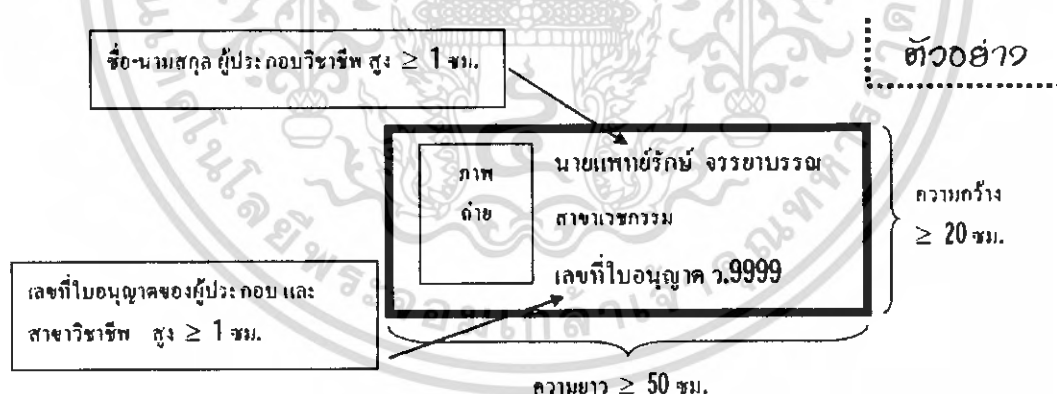 ตัวอย่าง
ชื่อ-นามสกุล ผู้ประกอบวิชาชีพ สูง ≥ 1 ซม.
ภาพ
ถ่าย
นายแพทย์รักษ์ จรรยาบรรณ
สาขาเวชกรรม
เลขที่ใบอนุญาต ว.9999
ความกว้าง
≥ 20 ซม.
เลขที่ใบอนุญาตของผู้ประกอบ และ
สาขาวิชาชีพ สูง ≥ 1 ซม.
ความยาว ≥ 50 ซม.